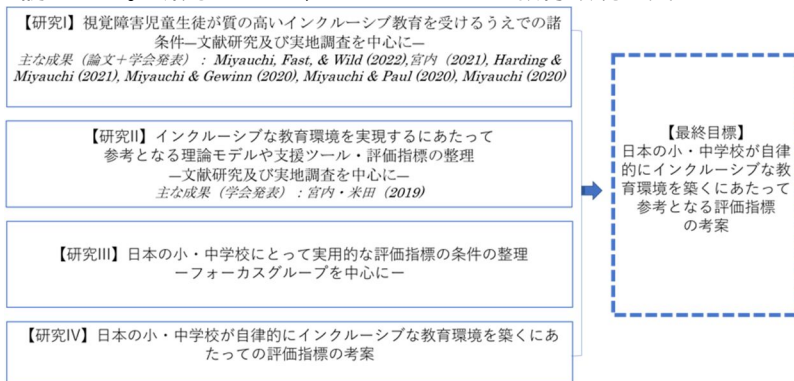 【研究I】視覚障害児童生徒が質の高いインクルーシブ教育を受けるうえでの諸
条件―文献研究及び実地調査を中心に―
主な成果（論文＋学会発表）：Miyauchi, Fast, & Wild (2022),宮内（2021), Harding &
Miyauchi (2021), Miyauchi & Gewinn (2020), Miyauchi & Paul (2020), Miyauchi (2020)
【研究II】インクルーシブな教育環境を実現するにあたって
参考となる理論モデルや支援ツール・評価指標の整理
―文献研究及び実地調査を中心に―
主な成果（学会発表）：宮内・米田（2019)
【研究III】日本の小・中学校にとって実用的な評価指標の条件の整理
ーフォーカスグループを中心にー
【研究IV】日本の小・中学校が自律的にインクルーシブな教育環境を築くにあ
たっての評価指標の考案
【最終目標】
日本の小・中学校が自律
的にインクルーシブな教
育環境を築くにあたって
参考となる評価指標
の考案